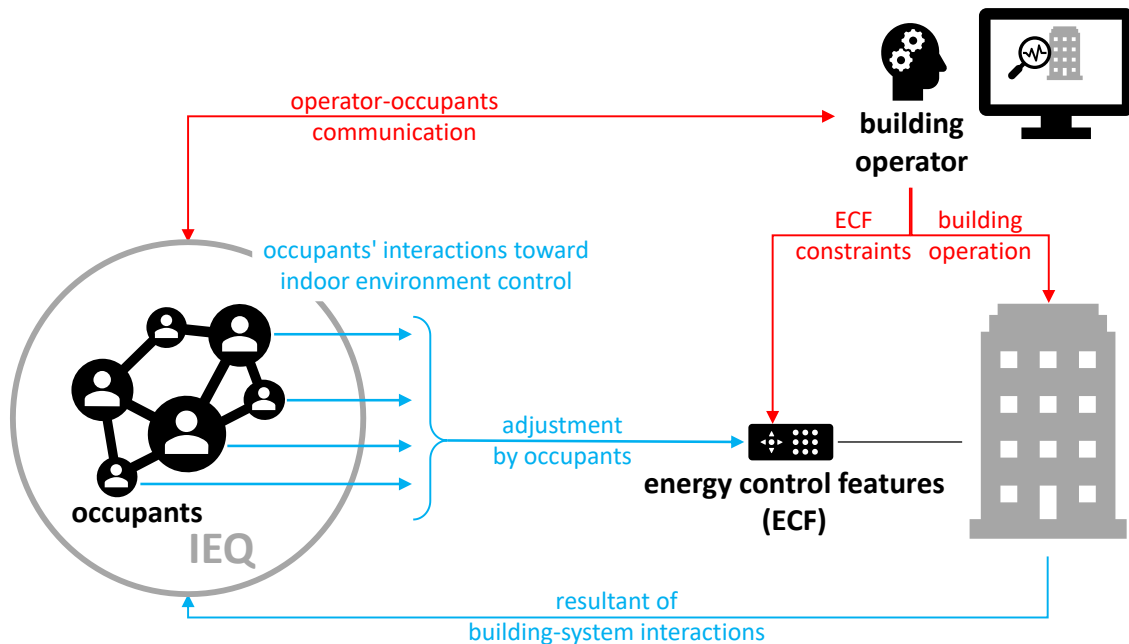 operator-occupants
communication
building
operator
ECF
constraints
building
operation
occupants' interactions toward
indoor environment control
adjustment
by occupants
energy control features
(ECF)
occupants
IEQ
resultant of
building-system interactions